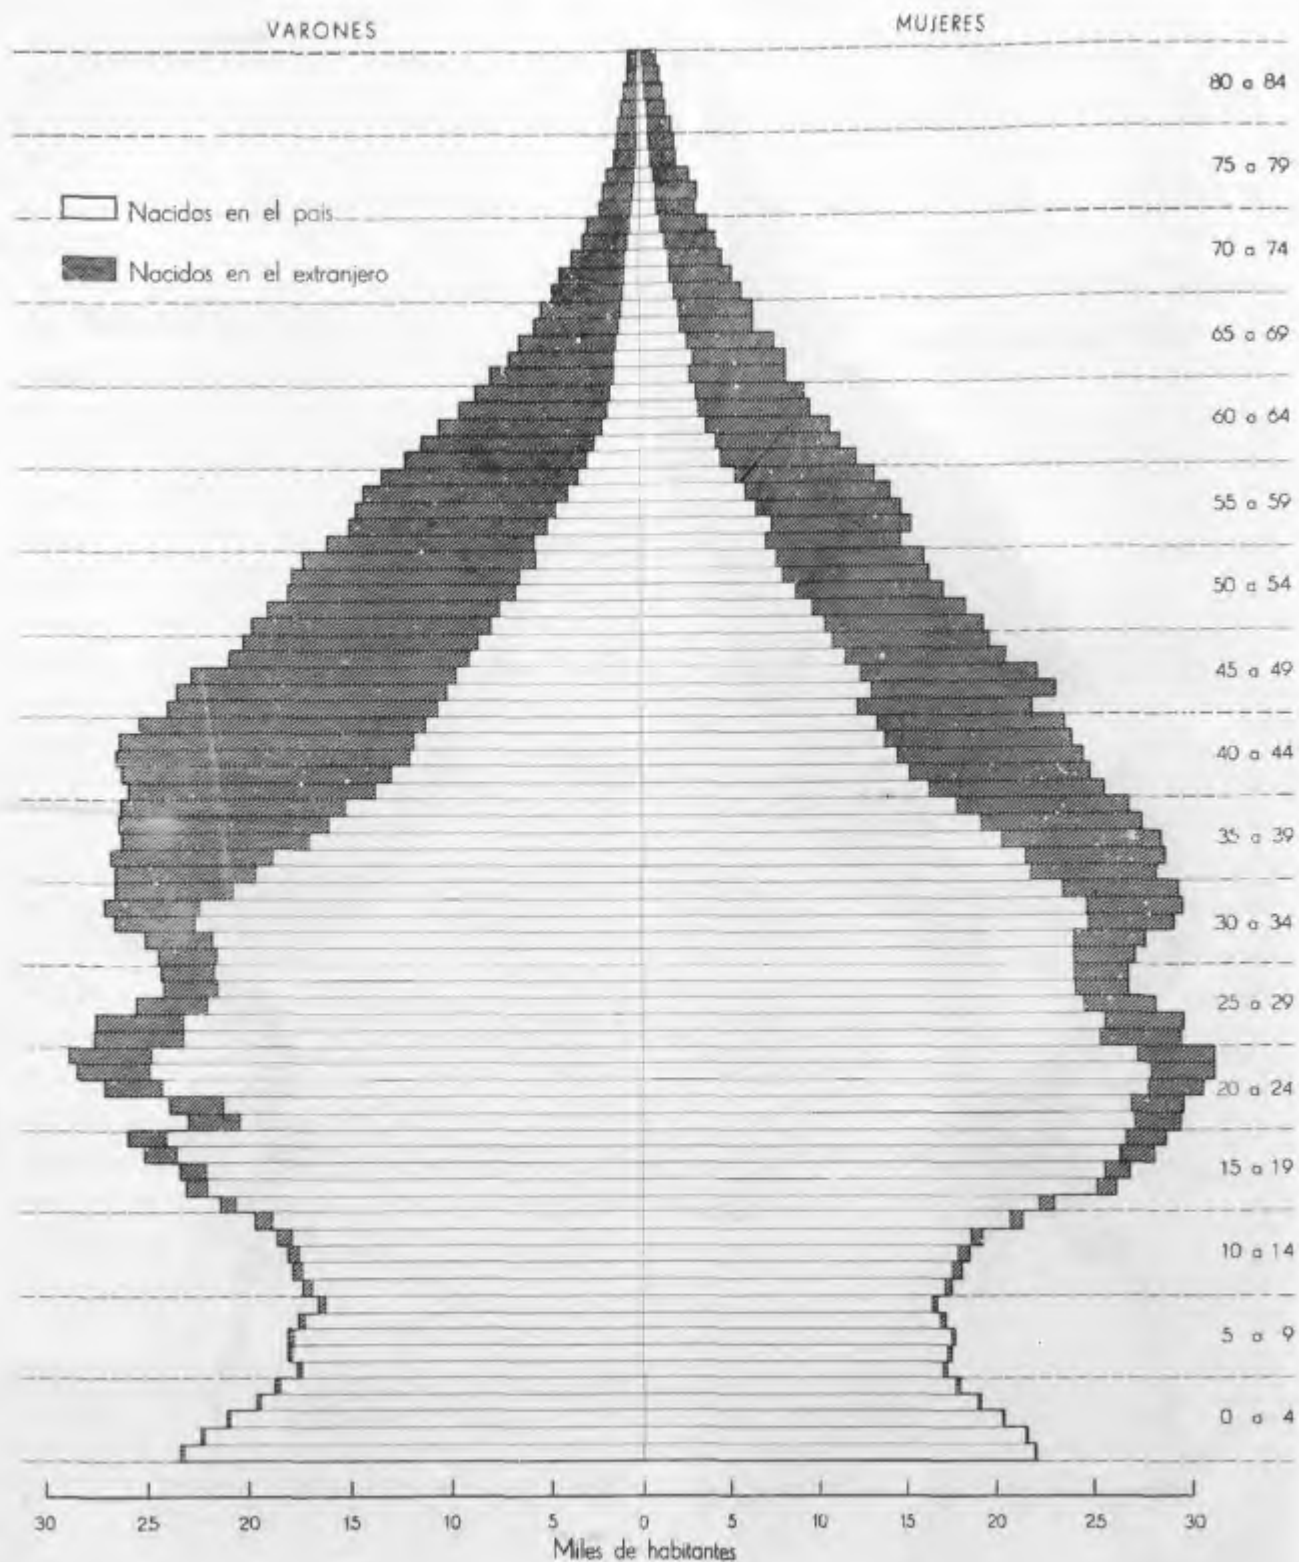 VARONES
MUJERES
80 a 84
75 a 79
Nacidos en el país
70 a 74
Nacidos en el extranjero
65 a 69
60 a 64
55 a 59
50 a 54
45 a 49
40 a 44
35 a 39
30 a 34
25 a 29
20 a 24
15 a 19
10 a 14
5 a 9
0 a 4
30 25 20 15 10 5 0 5 10 15 20 25 30
Miles de habitantes